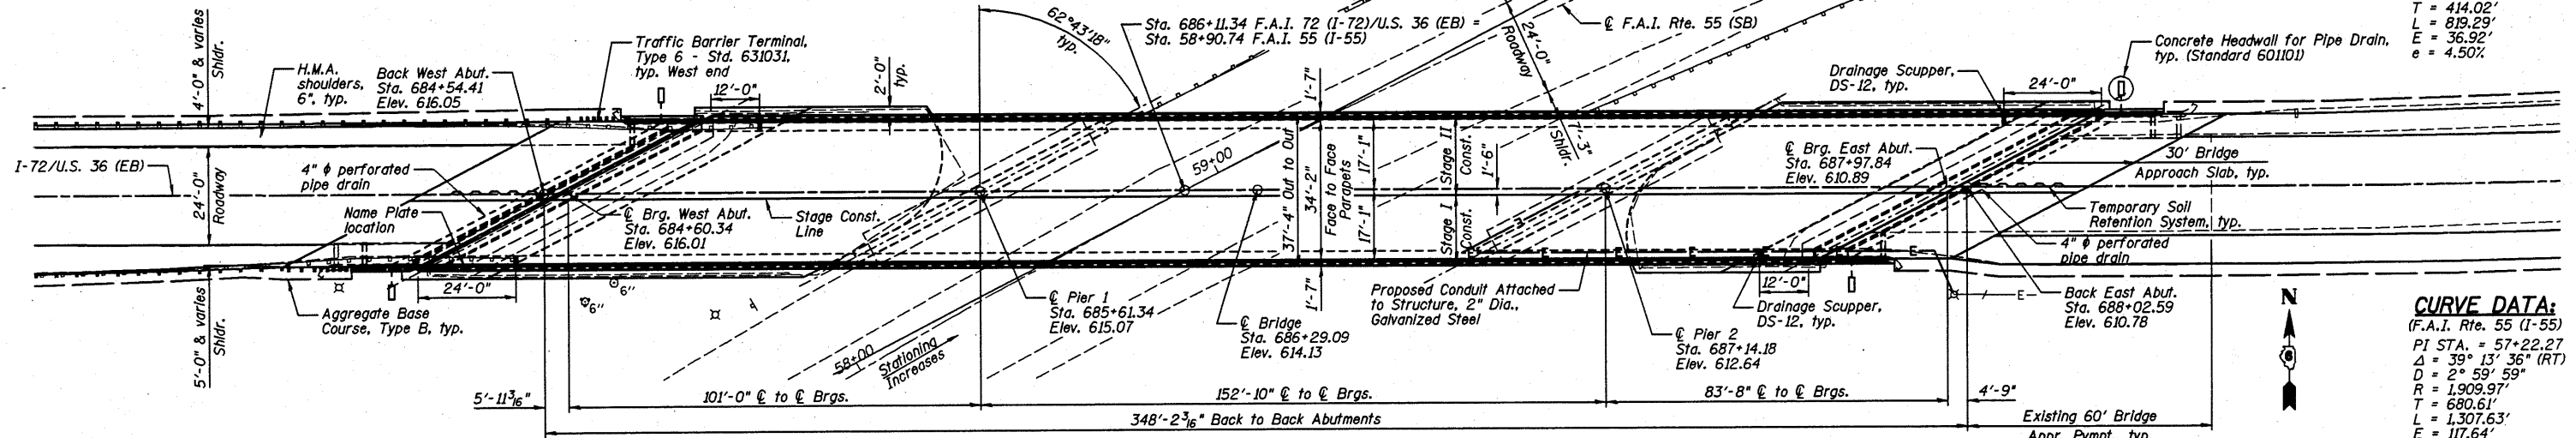 4'-0" & varies
Shldr.
H.M.A.
shoulders,
6", typ.
Back West Abut.
Sta. 684+54.41
Elev. 616.05
Traffic Barrier Terminal,
Type 6 - Std. 631031,
typ. West end
12'-0"
2'-0"
typ.
62°43'18"
typ.
Sta. 686+11.34 F.A.I. 72 (I-72)/U.S. 36 (EB) =
Sta. 58+90.74 F.A.I. 55 (I-55)
1'-7"
24'-0"
Roadway
℄ F.A.I. Rte. 55 (SB)
7'-3"
Shldr.
Drainage Scupper,
DS-12, typ.
24'-0"
Concrete Headwall for Pipe Drain,
typ. (Standard 601101)
T = 414.02'
L = 819.29'
E = 36.92'
e = 4.50%
I-72/U.S. 36 (EB)
24'-0"
Roadway
4" ϕ perforated
pipe drain
Name Plate
location
℄ Brg. West Abut.
Sta. 684+60.34
Elev. 616.01
Stage Const.
Line
59+00
37'-4" Out to Out
34'-2"
Face to Face
Parapets
17'-1"
17'-1"
Stage II
Const.
Stage I
Const.
1'-6"
℄ Brg. East Abut.
Sta. 687+97.84
Elev. 610.89
30' Bridge
Approach Slab, typ.
Temporary Soil
Retention System, typ.
4" ϕ perforated
pipe drain
5'-0" & varies
Shldr.
Aggregate Base
Course, Type B, typ.
24'-0"
6"
6"
58+00
Stationing
Increases
℄ Pier 1
Sta. 685+61.34
Elev. 615.07
℄ Bridge
Sta. 686+29.09
Elev. 614.13
1'-7"
Proposed Conduit Attached
to Structure, 2" Dia.,
Galvanized Steel
E E E E E
℄ Pier 2
Sta. 687+14.18
Elev. 612.64
12'-0"
Drainage Scupper,
DS-12, typ.
E
Back East Abut.
Sta. 688+02.59
Elev. 610.78
N
6
CURVE DATA:
(F.A.I. Rte. 55 (I-55)
PI STA. = 57+22.27
Δ = 39° 13' 36" (RT)
D = 2° 59' 59"
R = 1,909.97'
T = 680.61'
L = 1,307.63'
E = 117.64'
5'-11 3/16"
101'-0" ℄ to ℄ Brgs.
152'-10" ℄ to ℄ Brgs.
83'-8" ℄ to ℄ Brgs.
4'-9"
348'-2 3/16" Back to Back Abutments
Existing 60' Bridge
Appr. Pvmpt. typ.